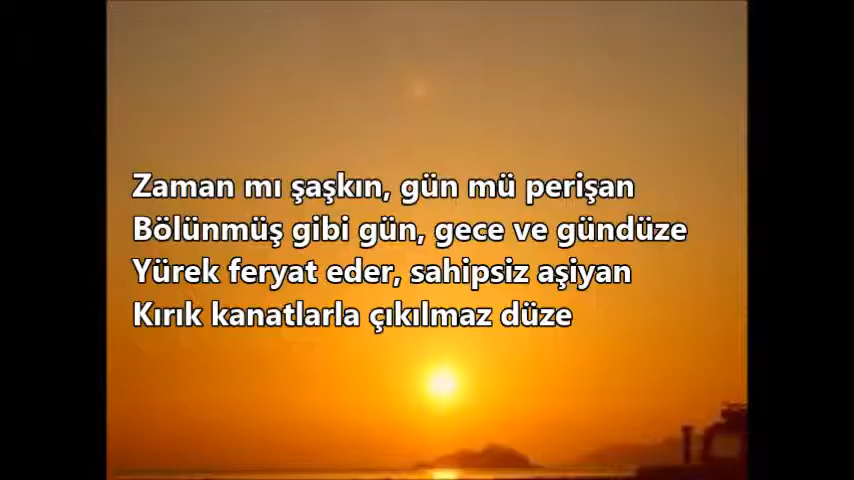 Zaman mı şaşkın, gün mü perişan
Bölünmüş gibi gün, gece ve gündüze
Yürek feryat eder, sahipsiz aşiyan
Kırık kanatlarla çıkılmaz düze